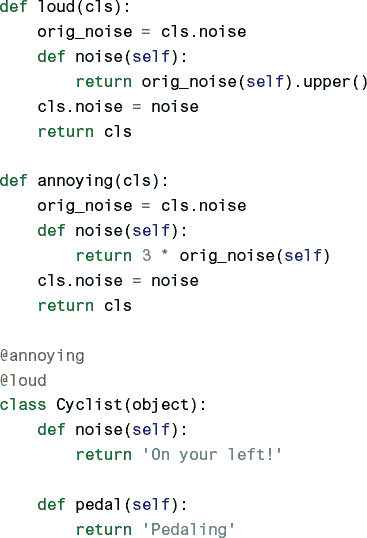 def loud(cls):
    orig_noise = cls.noise
    def noise(self):
        return orig_noise(self).upper()
    cls.noise = noise
    return cls

def annoying(cls):
    orig_noise = cls.noise
    def noise(self):
        return 3 * orig_noise(self)
    cls.noise = noise
    return cls

@annoying
@loud
class Cyclist(object):
    def noise(self):
        return 'On your left!'

    def pedal(self):
        return 'Pedaling'